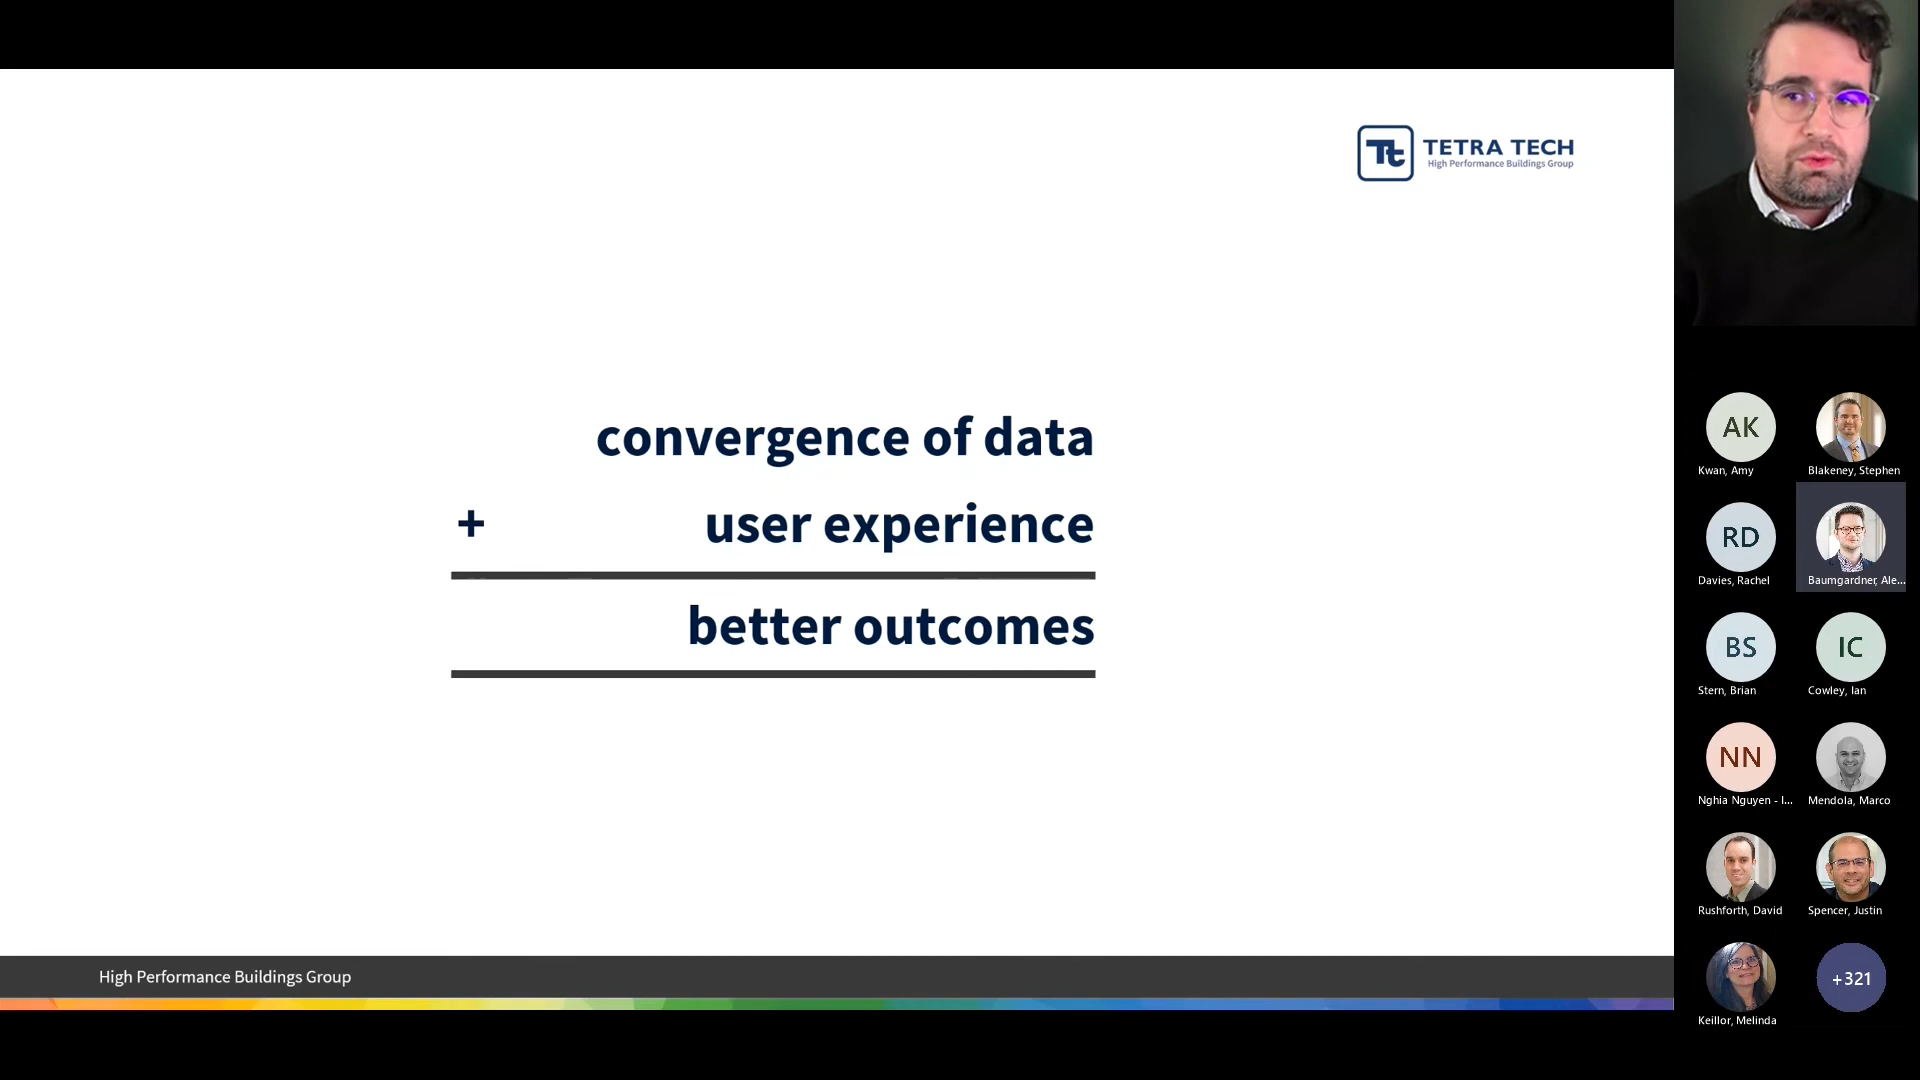 Tt TETRA TECH
High Performance Buildings Group
convergence of data
+ user experience
better outcomes
High Performance Buildings Group
AK
Kwan, Amy
Blakeney, Stephen
RD
Davies, Rachel
Baumgardner, Ale...
BS
Stern, Brian
IC
Cowley, Ian
NN
Nghia Nguyen - I...
Mendola, Marco
Rushforth, David
Spencer, Justin
Keillor, Melinda
+321